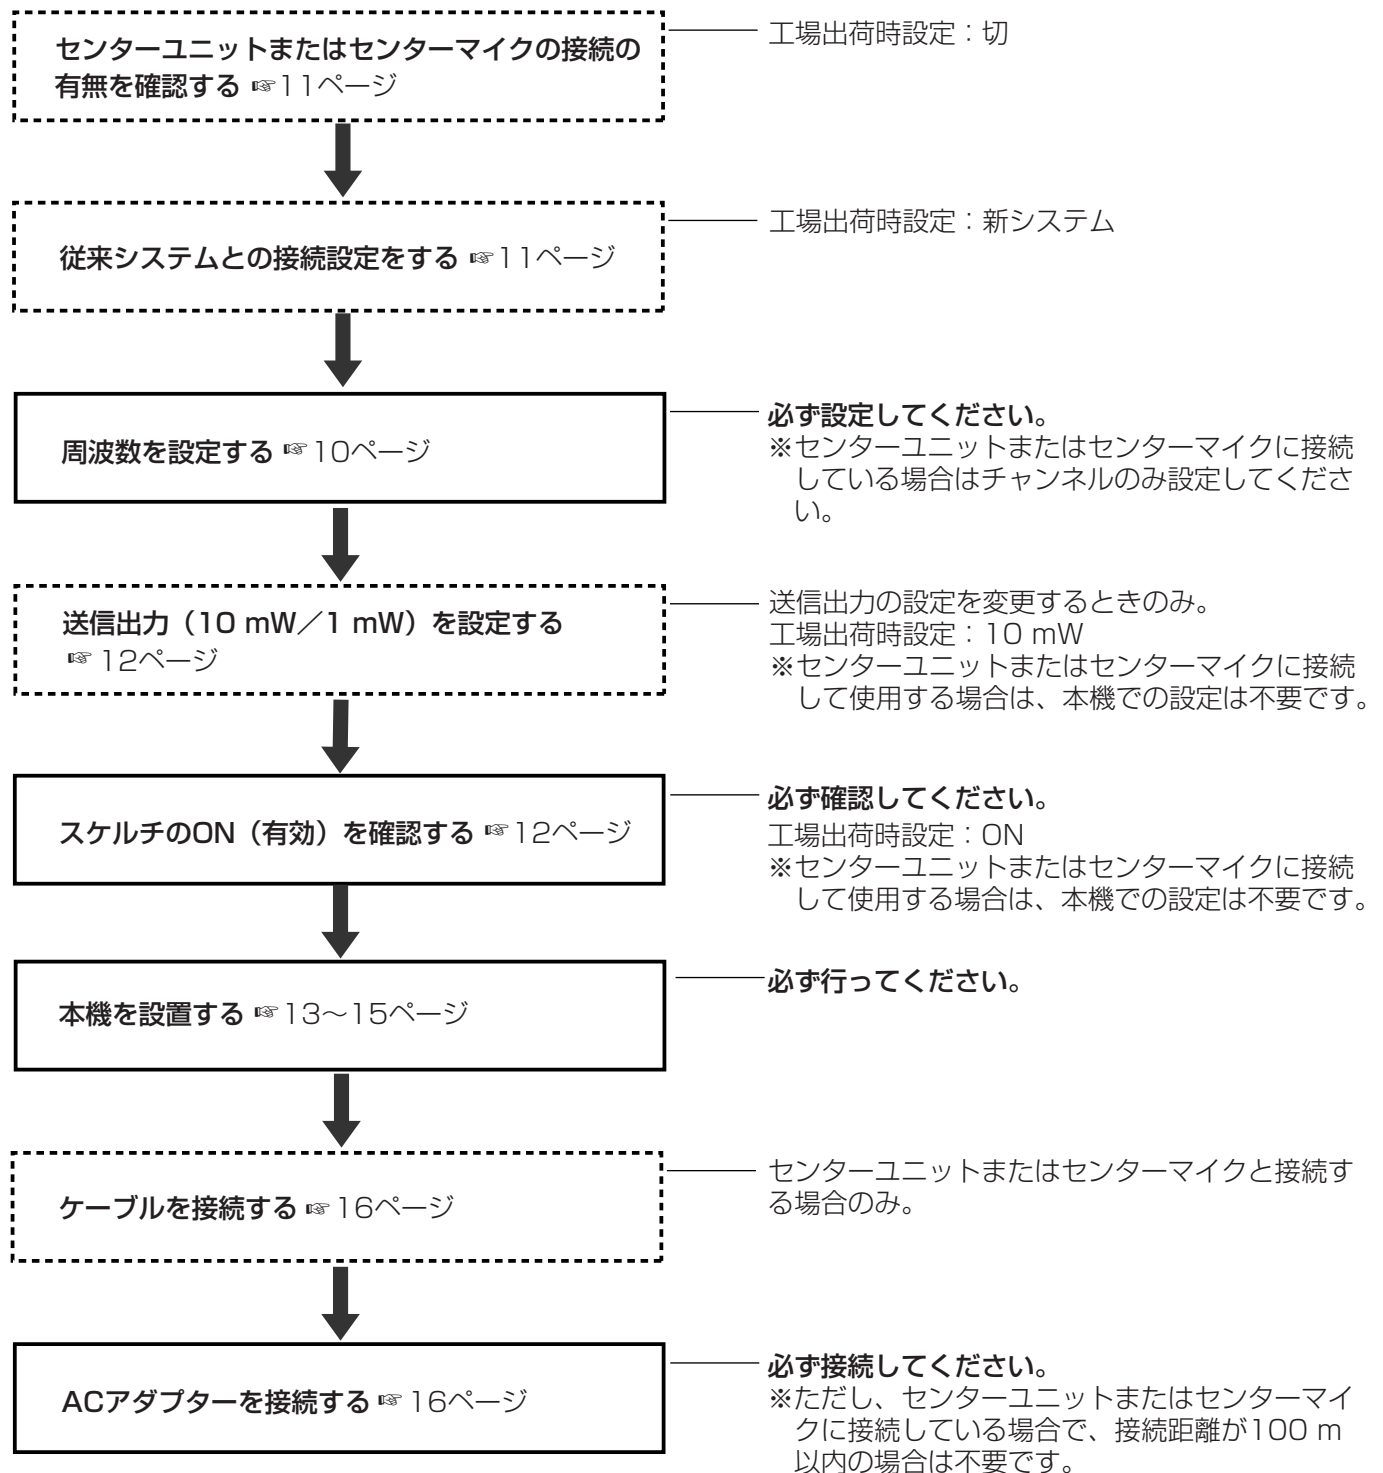 センターユニットまたはセンターマイクの接続の
有無を確認する ☞11ページ
工場出荷時設定：切
従来システムとの接続設定をする ☞11ページ
工場出荷時設定：新システム
周波数を設定する ☞10ページ
必ず設定してください。
※センターユニットまたはセンターマイクに接続
している場合はチャンネルのみ設定してくださ
い。
送信出力（10 mW／1 mW）を設定する
☞12ページ
送信出力の設定を変更するときのみ。
工場出荷時設定：10 mW
※センターユニットまたはセンターマイクに接続
して使用する場合は、本機での設定は不要です。
スケルチのON（有効）を確認する ☞12ページ
必ず確認してください。
工場出荷時設定：ON
※センターユニットまたはセンターマイクに接続
して使用する場合は、本機での設定は不要です。
本機を設置する ☞13～15ページ
必ず行ってください。
ケーブルを接続する ☞16ページ
センターユニットまたはセンターマイクと接続す
る場合のみ。
ACアダプターを接続する ☞16ページ
必ず接続してください。
※ただし、センターユニットまたはセンターマイ
クに接続している場合で、接続距離が100 m
以内の場合は不要です。